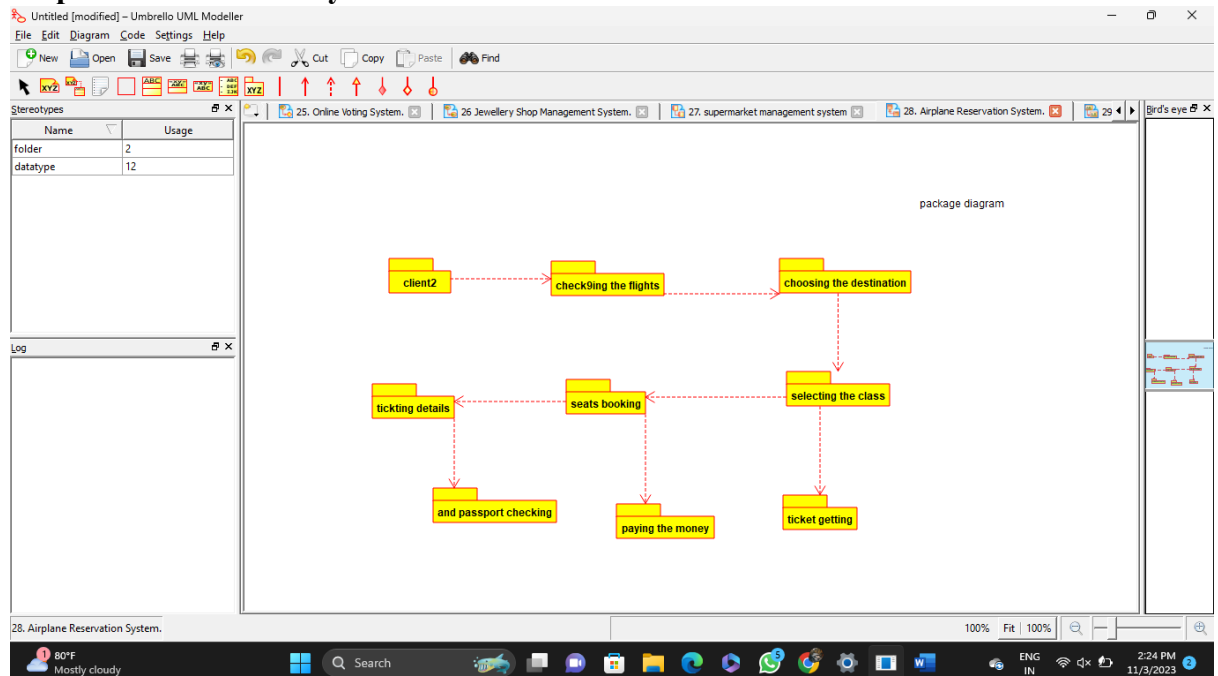 Untitled [modified] – Umbrello UML Modeller
File Edit Diagram Code Settings Help
New Open Save Cut Copy Paste Find
Stereotypes
Name Usage
folder 2
datatype 12
Log
25. Online Voting System. 26 Jewellery Shop Management System. 27. supermarket management system 28. Airplane Reservation System. 29
Bird's eye
package diagram
client2
check9ing the flights
choosing the destination
tickting details
seats booking
selecting the class
and passport checking
paying the money
ticket getting
28. Airplane Reservation System.
100% Fit 100%
1
80°F
Mostly cloudy
Search
5
ENG
IN
2:24 PM
11/3/2023
2